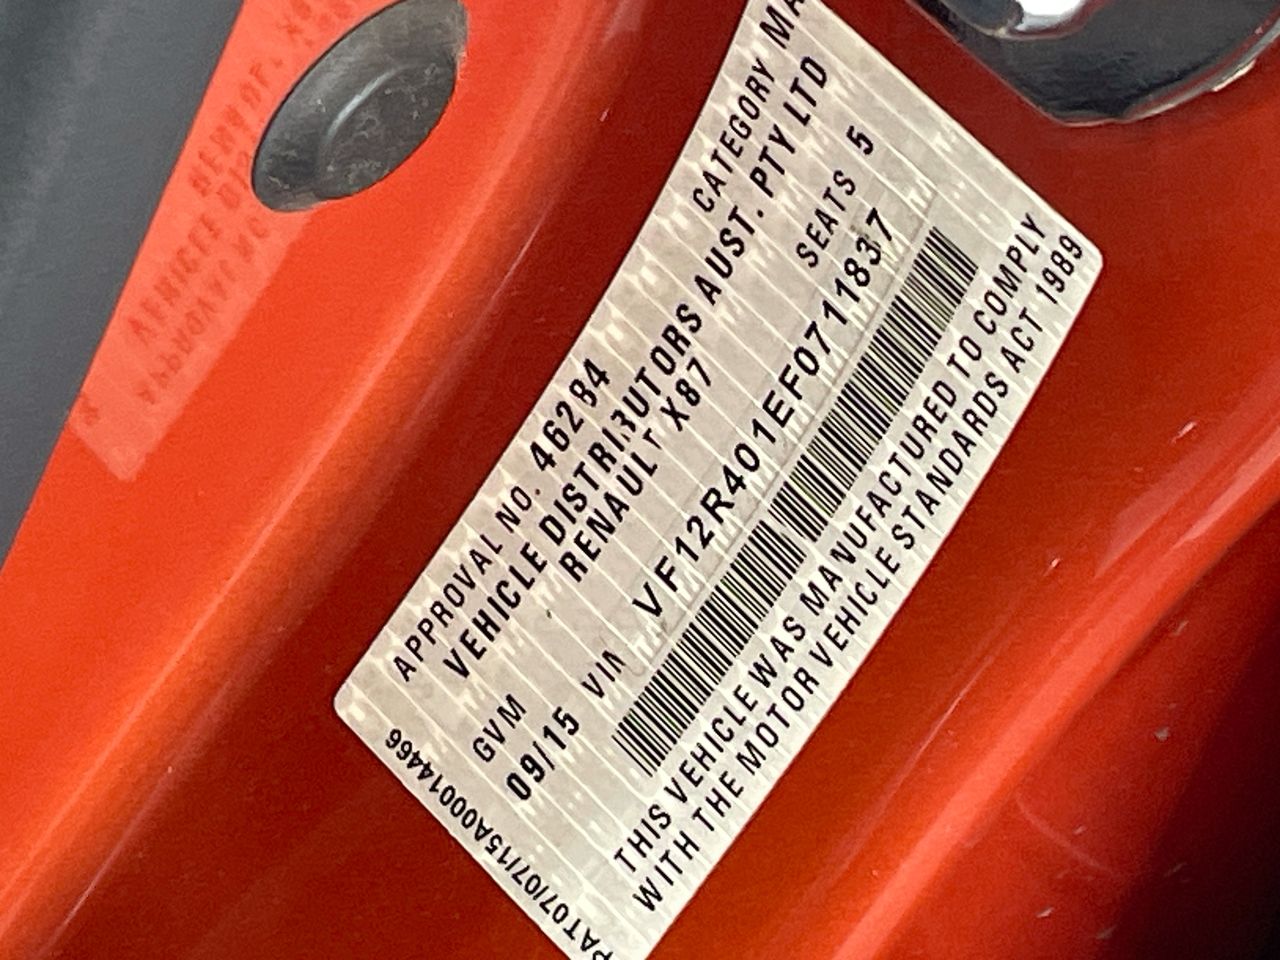 APPROVAL NO. 46284 CATEGORY MA
VEHICLE DISTRIBUTORS AUST. PTY LTD
RENAULT X87
GVM SEATS 5
09/15 VIN VF12R401EF0711837
THIS VEHICLE WAS MANUFACTURED TO COMPLY
WITH THE MOTOR VEHICLE STANDARDS ACT 1989
PAT07/07/15A00014466